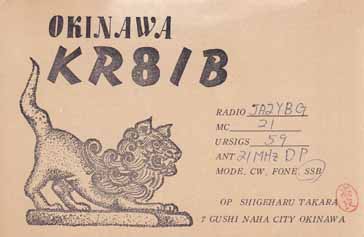 OKINAWA
KR8IB
RADIO JA2YBG
MC 21
URSIGS 59
ANT 21MHz DP
MODE, CW, FONE, SSB
OP SHIGEHARU TAKARA
7 GUSHI NAHA CITY OKINAWA